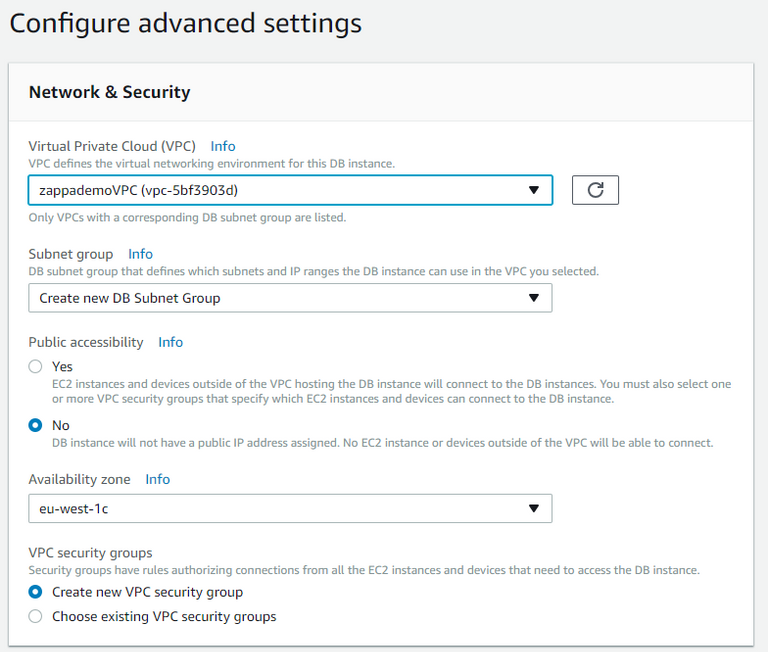 Configure advanced settings
Network & Security
Virtual Private Cloud (VPC) Info
VPC defines the virtual networking environment for this DB instance.
zappademoVPC (vpc-5bf3903d)
Only VPCs with a corresponding DB subnet group are listed.
Subnet group Info
DB subnet group that defines which subnets and IP ranges the DB instance can use in the VPC you selected.
Create new DB Subnet Group
Public accessibility Info
Yes
EC2 instances and devices outside of the VPC hosting the DB instance will connect to the DB instances. You must also select one
or more VPC security groups that specify which EC2 instances and devices can connect to the DB instance.
No
DB instance will not have a public IP address assigned. No EC2 instance or devices outside of the VPC will be able to connect.
Availability zone Info
eu-west-1c
VPC security groups
Security groups have rules authorizing connections from all the EC2 instances and devices that need to access the DB instance.
Create new VPC security group
Choose existing VPC security groups